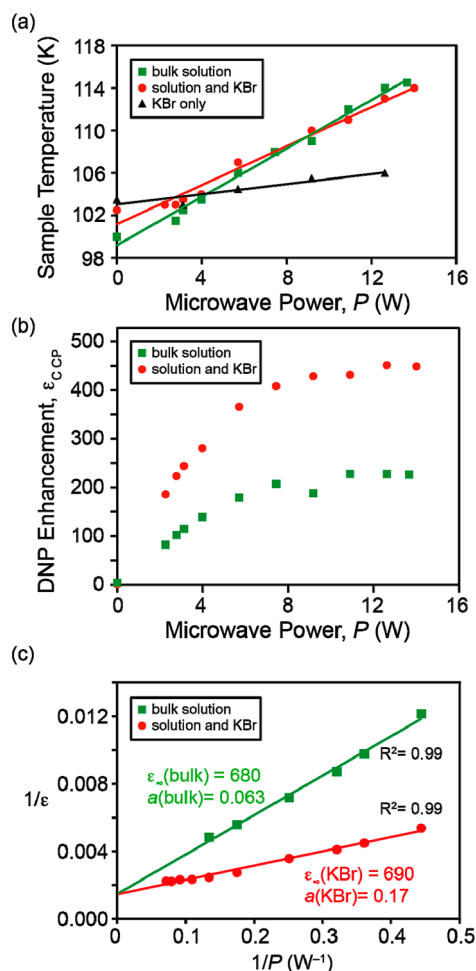 (a)
Sample Temperature (K)
118
114
110
106
102
98
bulk solution
solution and KBr
KBr only
0 4 8 12 16
Microwave Power, P (W)
(b)
DNP Enhancement, εC CP
500
400
300
200
100
0
bulk solution
solution and KBr
0 4 8 12 16
Microwave Power, P (W)
(c)
1/ε
0.012
0.008
0.004
0.000
bulk solution
solution and KBr
R²= 0.99
ε∞(bulk) = 680
a(bulk)= 0.063
R²= 0.99
ε∞(KBr) = 690
a(KBr)= 0.17
0 0.1 0.2 0.3 0.4 0.5
1/P (W⁻¹)